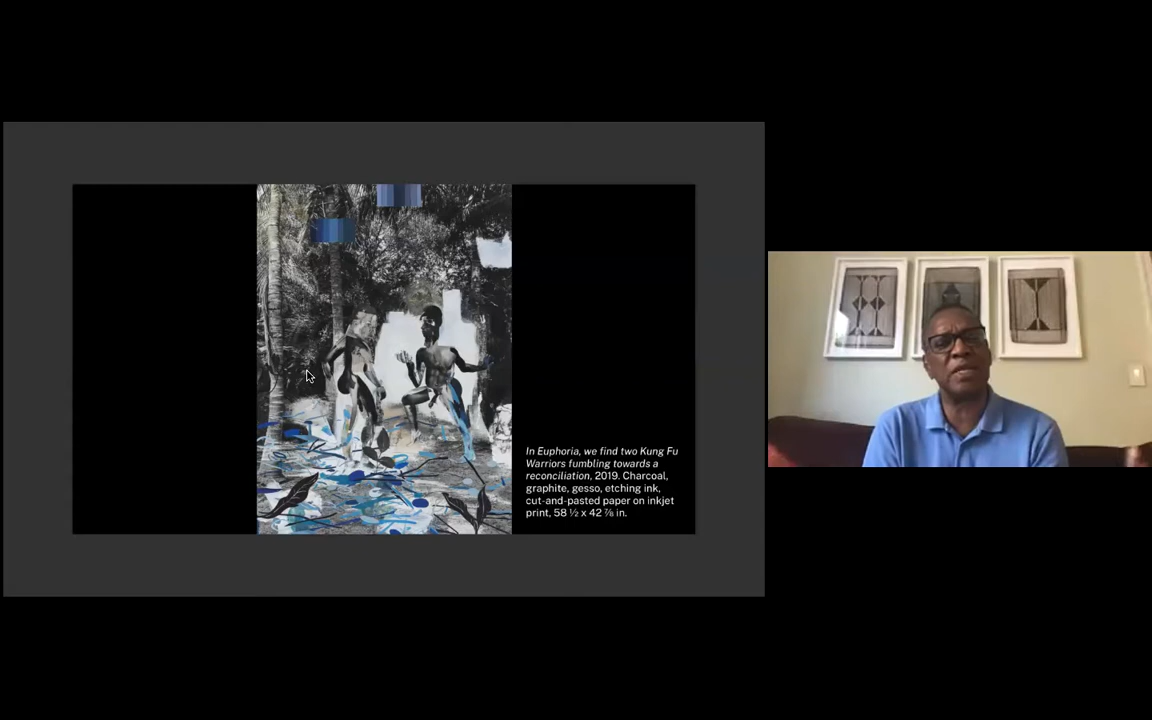 In Euphoria, we find two Kung Fu
Warriors fumbling towards a
reconciliation, 2019. Charcoal,
graphite, gesso, etching ink,
cut-and-pasted paper on inkjet
print, 58 ½ x 42 ⅞ in.